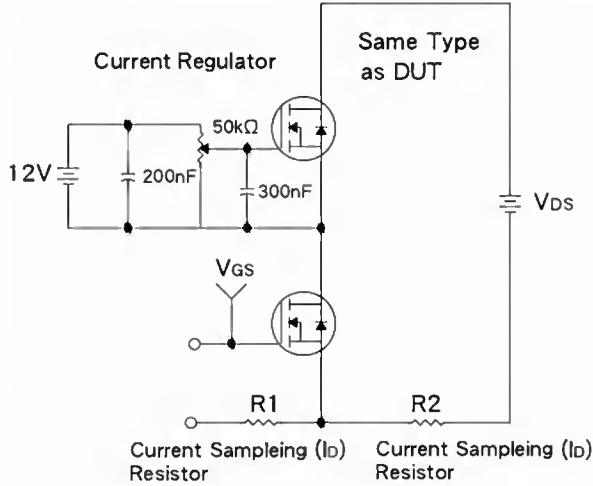 Same Type
as DUT
Current Regulator
50kΩ
12V
200nF
300nF
VDS
VGS
R1
R2
Current Sampleing (ID)
Resistor
Current Sampleing (ID)
Resistor